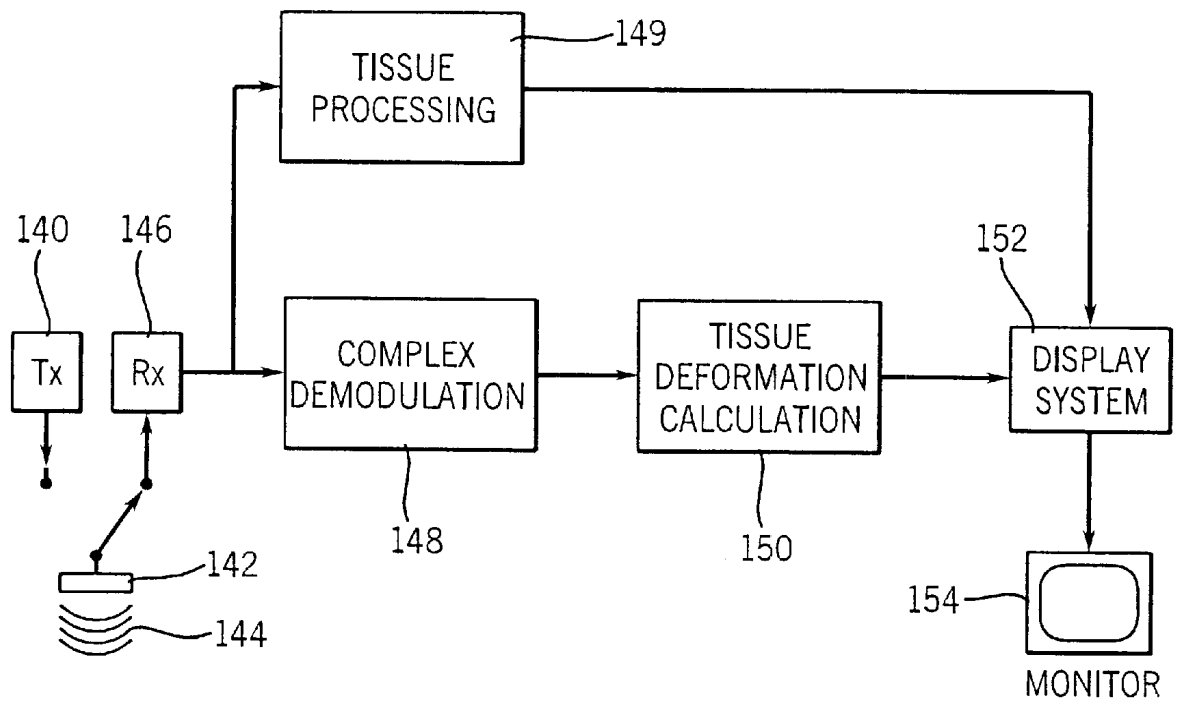 149
TISSUE
PROCESSING
140
146
152
Tx
Rx
COMPLEX
DEMODULATION
TISSUE
DEFORMATION
CALCULATION
DISPLAY
SYSTEM
148
150
142
144
154
MONITOR